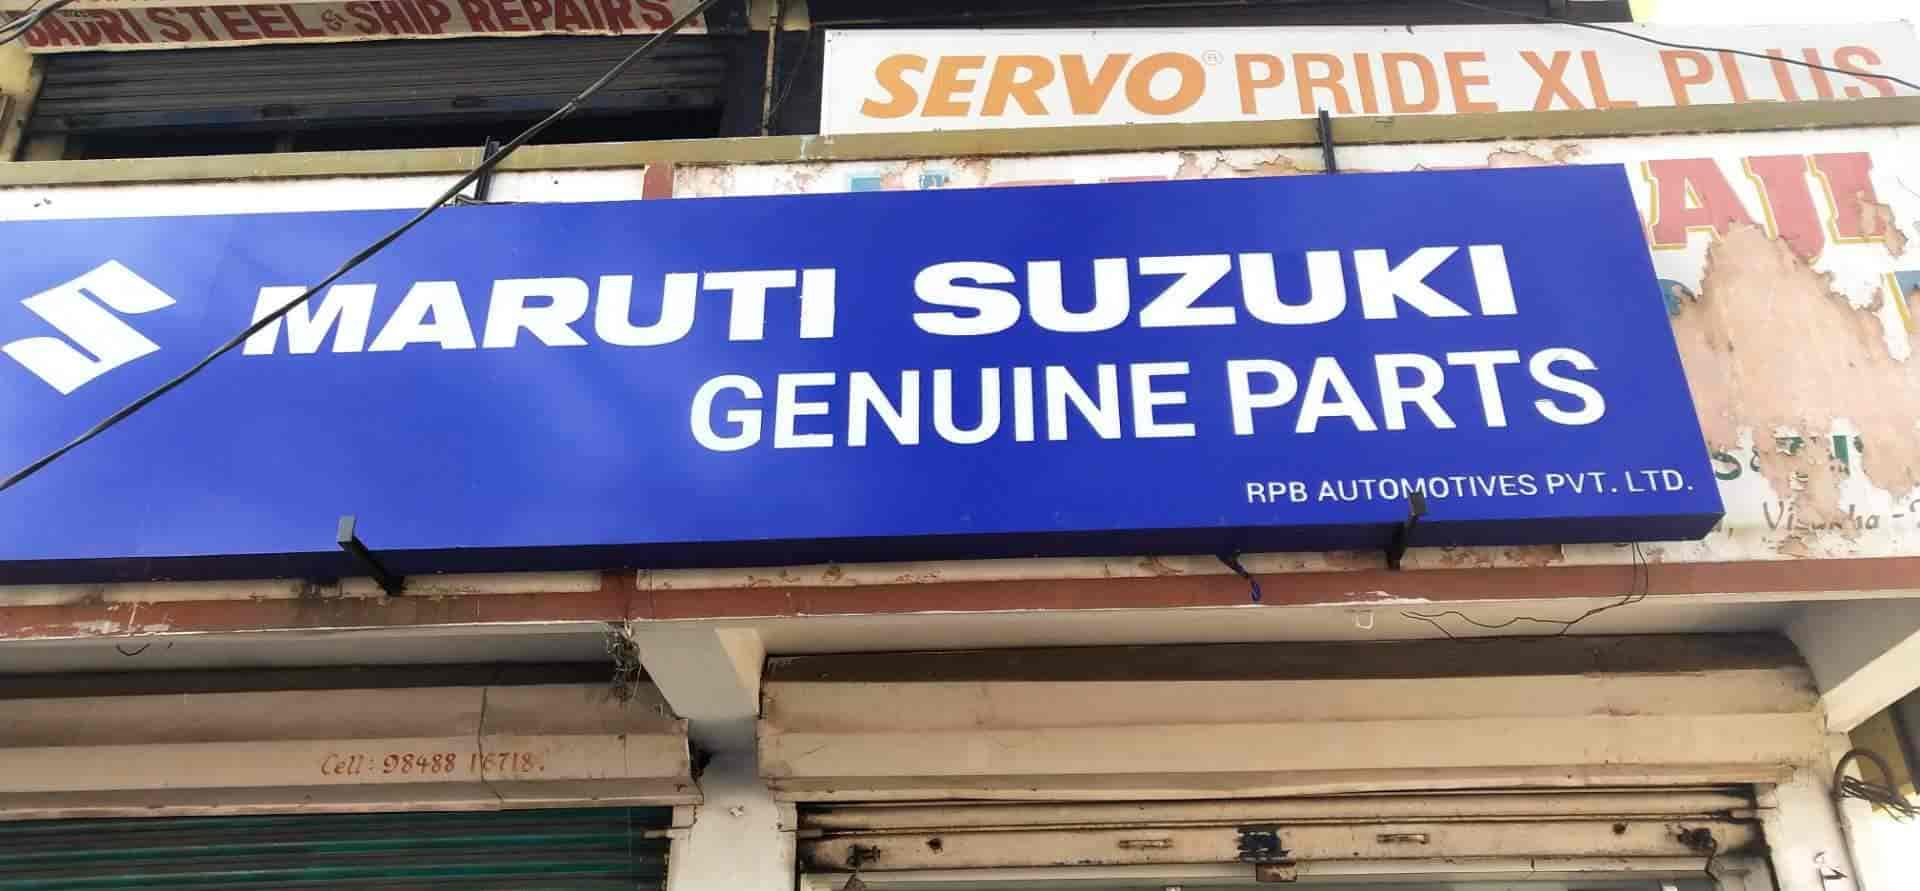 BADRI STEEL & SHIP REPAIRS.
SERVO® PRIDE XL PLUS
MARUTI SUZUKI
GENUINE PARTS
RPB AUTOMOTIVES PVT. LTD.
Cell : 98488 16718.